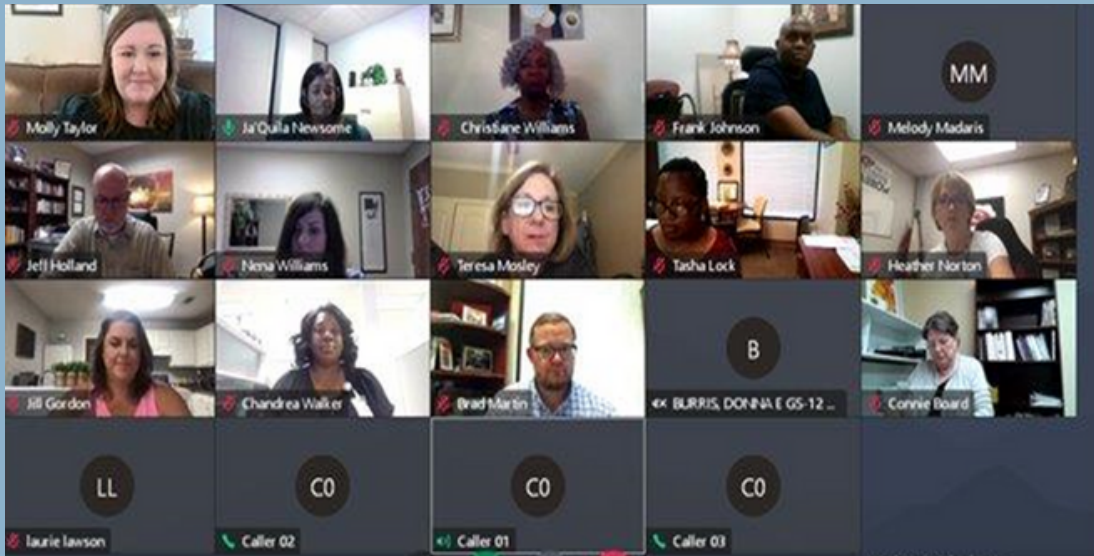 Molly Taylor
Ja'Quila Newsome
Christiane Williams
Frank Johnson
MM
Melody Madaris
Jeff Holland
Nena Williams
Teresa Mosley
Tasha Lock
Heather Norton
Jill Gordon
Chandrea Walker
Brad Martin
B
BURRIS, DONNA E GS-12 ...
Connie Board
LL
laurie lawson
C0
Caller 02
C0
Caller 01
C0
Caller 03